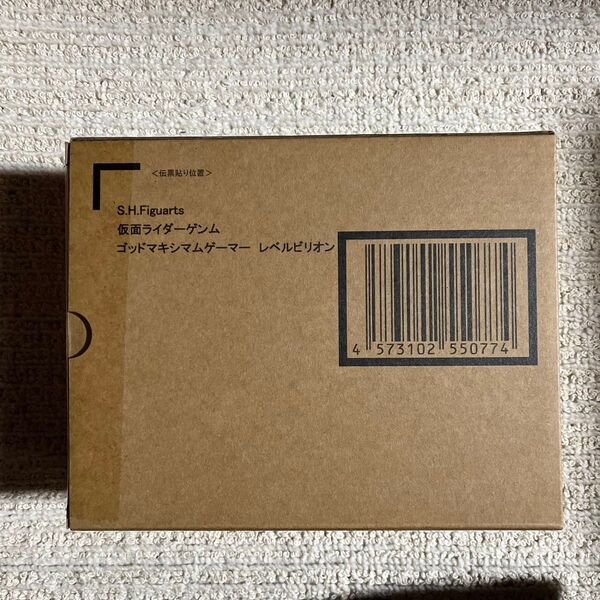 ＜伝票貼り位置＞
S.H.Figuarts
仮面ライダーゲンム
ゴッドマキシマムゲーマー レベルビリオン
4 573102 550774